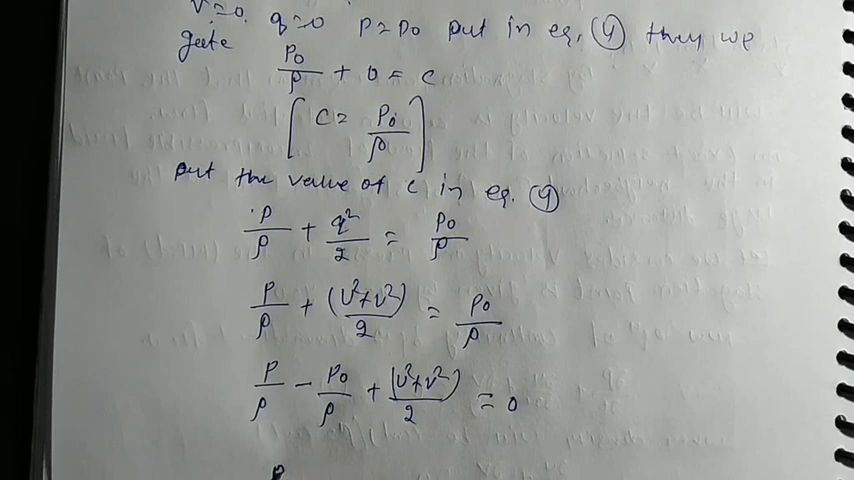 v=0. q=0 P=P₀ put in eq. (4) then we
gete
P₀/ρ + 0 = c
[ C = P₀/ρ ]
put the value of c in eq. (4)
P/ρ + q²/2 = P₀/ρ
P/ρ + (u²+v²)/2 = P₀/ρ
P/ρ - P₀/ρ + (u²+v²)/2 = 0